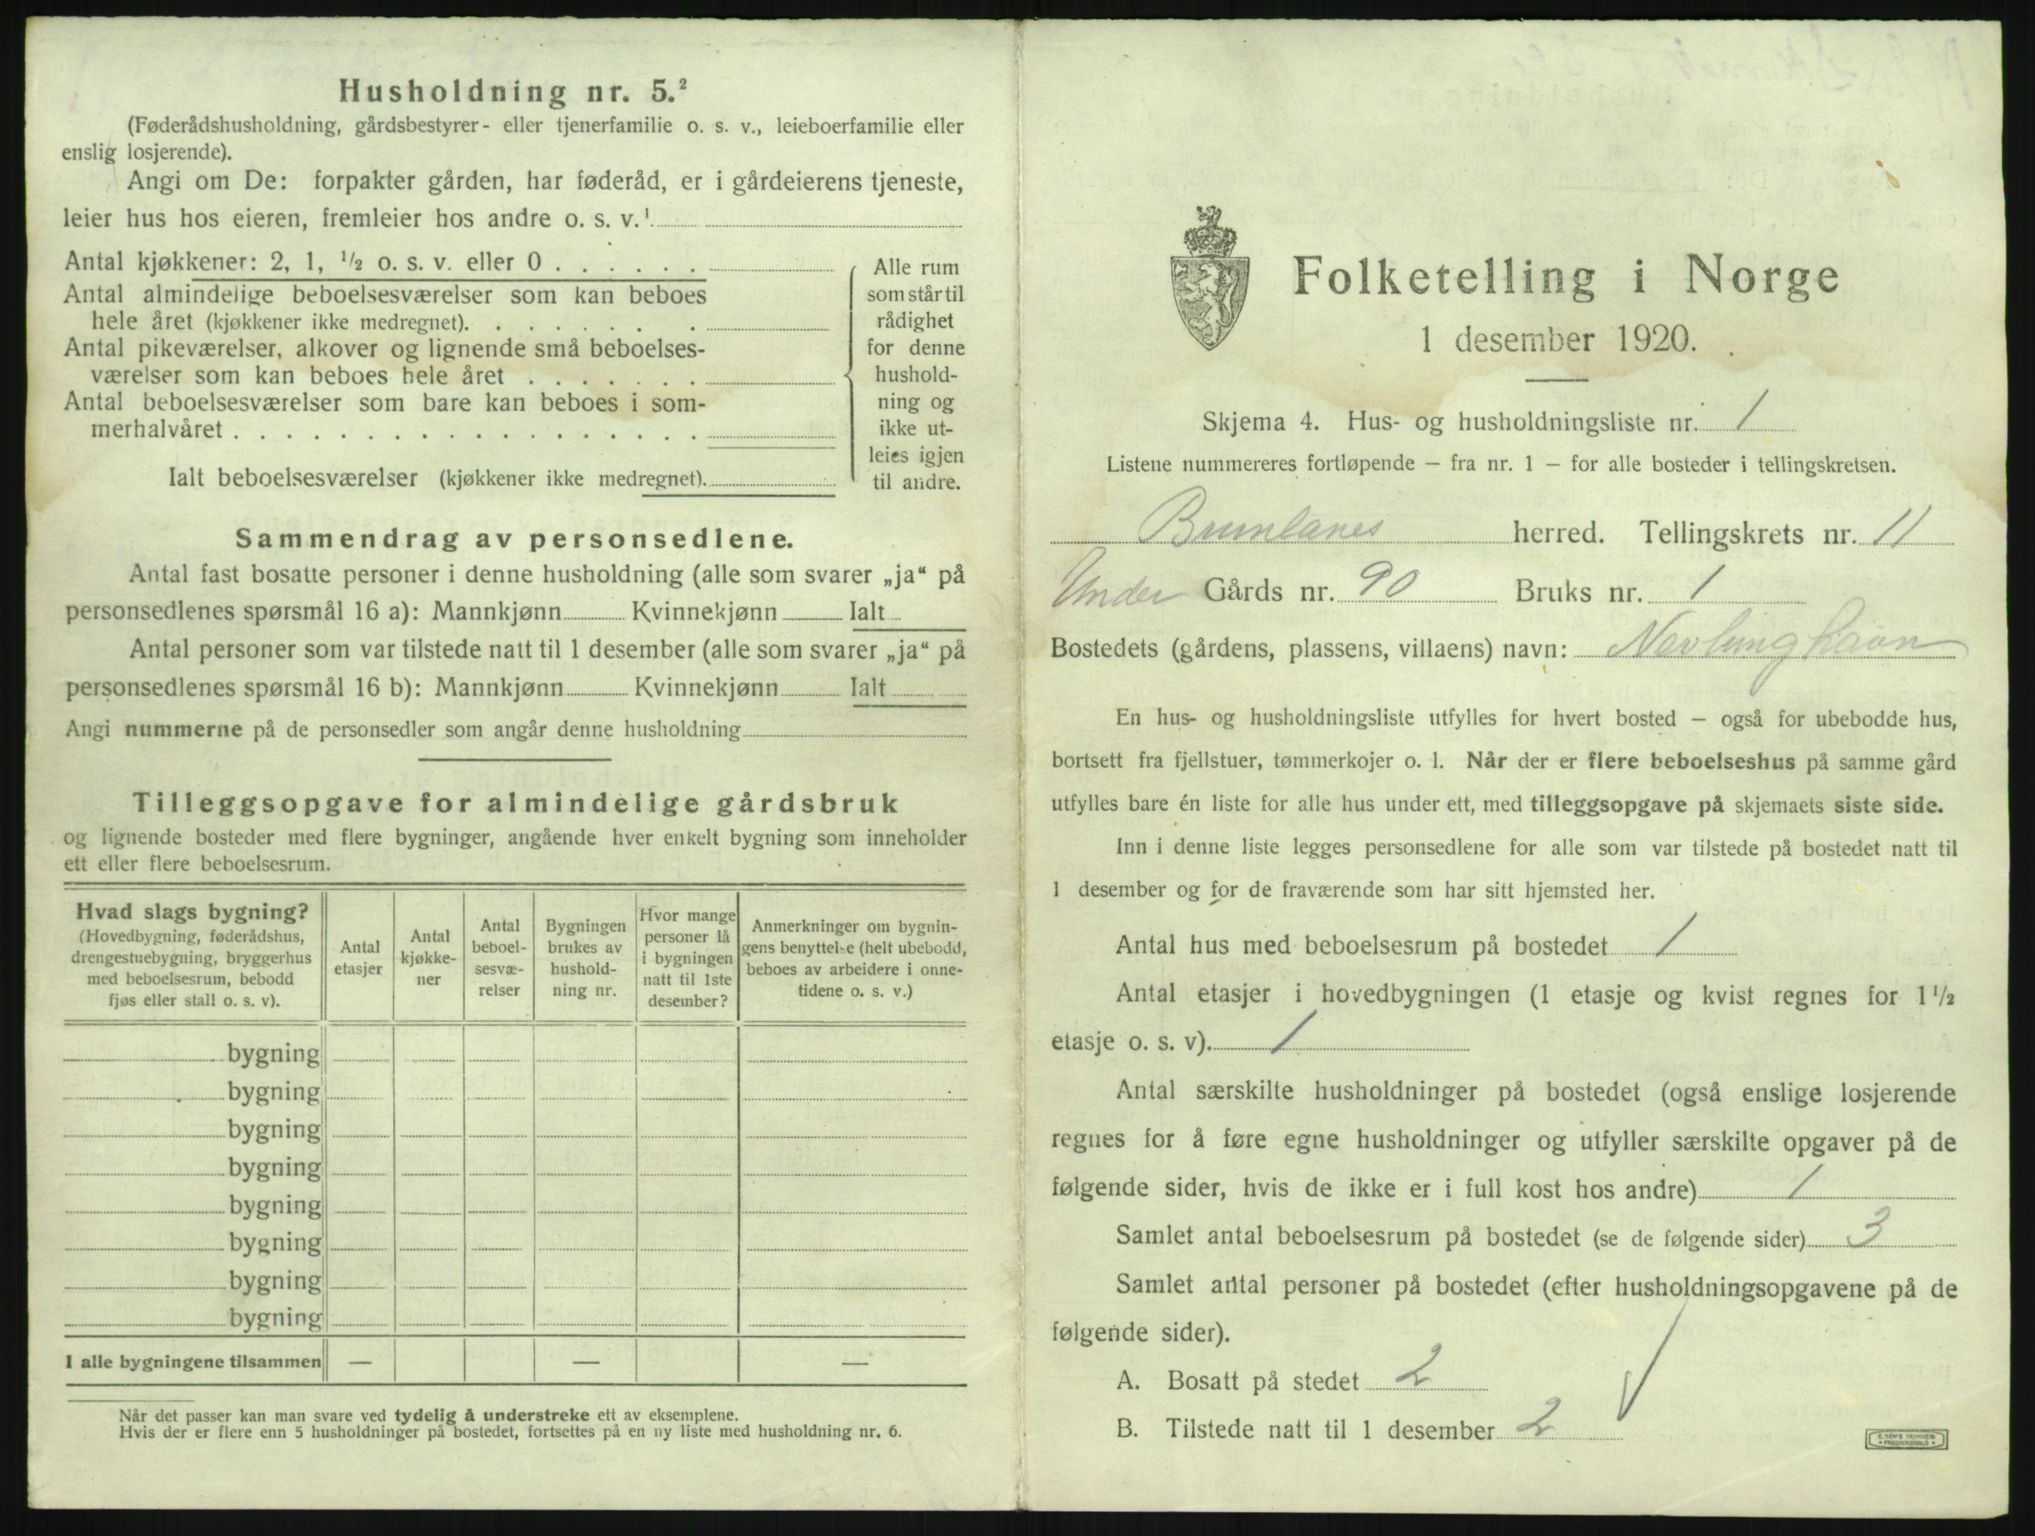 Husholdning nr. 5.²
(Føderådshusholdning, gårdsbestyrer- eller tjenerfamilie o. s. v., leieboerfamilie eller
enslig losjerende).
Angi om De: forpakter gården, har føderåd, er i gårdeierens tjeneste,
leier hus hos eieren, fremleier hos andre o. s. v.¹
Antal kjøkkener: 2, 1, ½ o. s. v. eller 0 . . . . . .
Antal almindelige beboelsesværelser som kan beboes
hele året (kjøkkener ikke medregnet). . . . . . . .
Antal pikeværelser, alkover og lignende små beboelses-
værelser som kan beboes hele året . . . . . . .
Antal beboelsesværelser som bare kan beboes i som-
merhalvåret . . . . . . . . . . . . . . . . . .
Ialt beboelsesværelser (kjøkkener ikke medregnet).
Alle rum
som står til
rådighet
for denne
hushold-
ning og
ikke ut-
leies igjen
til andre.
Sammendrag av personsedlene.
Antal fast bosatte personer i denne husholdning (alle som svarer „ja“ på
personsedlenes spørsmål 16 a): Mannkjønn Kvinnekjønn Ialt
Antal personer som var tilstede natt til 1 desember (alle som svarer „ja“ på
personsedlenes spørsmål 16 b): Mannkjønn Kvinnekjønn Ialt
Angi nummerne på de personsedler som angår denne husholdning
Tilleggsopgave for almindelige gårdsbruk
og lignende bosteder med flere bygninger, angående hver enkelt bygning som inneholder
ett eller flere beboelsesrum.
Hvad slags bygning?
(Hovedbygning, føderådshus,
drengestuebygning, bryggerhus
med beboelsesrum, bebodd
fjøs eller stall o. s. v).
Antal
etasjer
Antal
kjøkke-
ner
Antal
beboel-
sesvæ-
relser
Bygningen
brukes av
hushold-
ning nr.
Hvor mange
personer lå
i bygningen
natt til 1ste
desember?
Anmerkninger om bygnin-
gens benyttelse (helt ubebodd,
beboes av arbeidere i onne-
tidene o. s. v.)
bygning
bygning
bygning
bygning
bygning
bygning
bygning
bygning
I alle bygningene tilsammen — — —
Når det passer kan man svare ved tydelig å understreke ett av eksemplene.
Hvis der er flere enn 5 husholdninger på bostedet, fortsettes på en ny liste med husholdning nr. 6.
Folketelling i Norge
1 desember 1920.
Skjema 4. Hus- og husholdningsliste nr. 1
Listene nummereres fortløpende – fra nr. 1 – for alle bosteder i tellingskretsen.
Brunlanes herred. Tellingskrets nr. 11
Under Gårds nr. 90 Bruks nr. 1
Bostedets (gårdens, plassens, villaens) navn: Navlunghavn
En hus- og husholdningsliste utfylles for hvert bosted – også for ubebodde hus,
bortsett fra fjellstuer, tømmerkojer o. l. Når der er flere beboelseshus på samme gård
utfylles bare én liste for alle hus under ett, med tilleggsopgave på skjemaets siste side.
Inn i denne liste legges personsedlene for alle som var tilstede på bostedet natt til
1 desember og for de fraværende som har sitt hjemsted her.
Antal hus med beboelsesrum på bostedet 1
Antal etasjer i hovedbygningen (1 etasje og kvist regnes for 1½
etasje o. s. v). 1
Antal særskilte husholdninger på bostedet (også enslige losjerende
regnes for å føre egne husholdninger og utfyller særskilte opgaver på de
følgende sider, hvis de ikke er i full kost hos andre) 1
Samlet antal beboelsesrum på bostedet (se de følgende sider) 3
Samlet antal personer på bostedet (efter husholdningsopgavene på de
følgende sider).
A. Bosatt på stedet 2
B. Tilstede natt til 1 desember 2